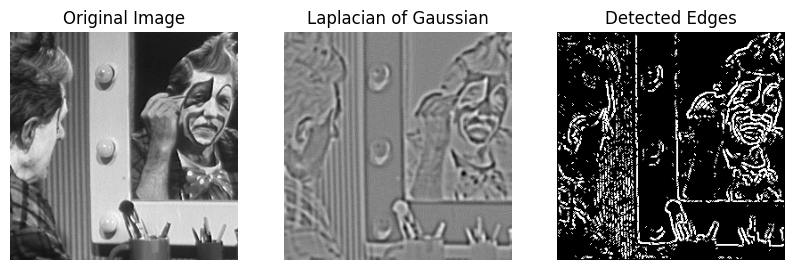 Original Image
Laplacian of Gaussian
Detected Edges